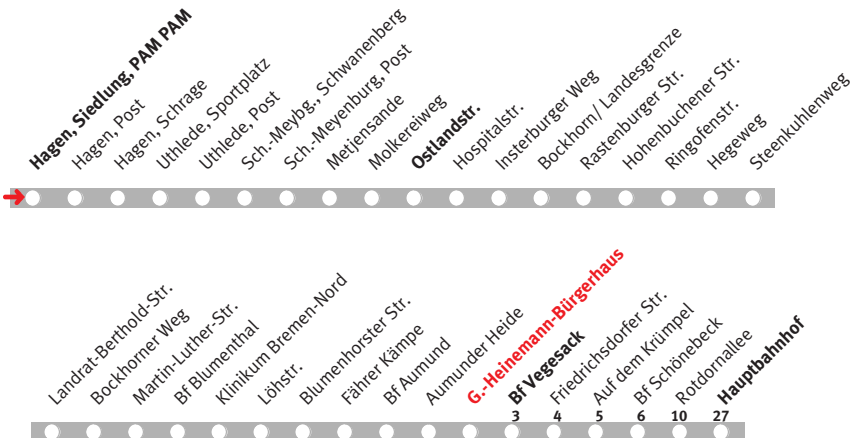 Hagen, Siedlung, PAM PAM
Hagen, Post
Hagen, Schrage
Uthlede, Sportplatz
Uthlede, Post
Sch.-Meybg., Schwanenberg
Sch.-Meyenburg, Post
Metjensande
Molkereiweg
Ostlandstr.
Hospitalstr.
Insterburger Weg
Bockhorn/ Landesgrenze
Rastenburger Str.
Hohenbuchener Str.
Ringofenstr.
Hegeweg
Steenkuhlenweg
Landrat-Berthold-Str.
Bockhorner Weg
Martin-Luther-Str.
Bf Blumenthal
Klinikum Bremen-Nord
Löhstr.
Blumenhorster Str.
Fährer Kämpe
Bf Aumund
Aumunder Heide
G.-Heinemann-Bürgerhaus
Bf Vegesack
Friedrichsdorfer Str.
Auf dem Krümpel
Bf Schönebeck
Rotdornallee
Hauptbahnhof
3 4 5 6 10 27